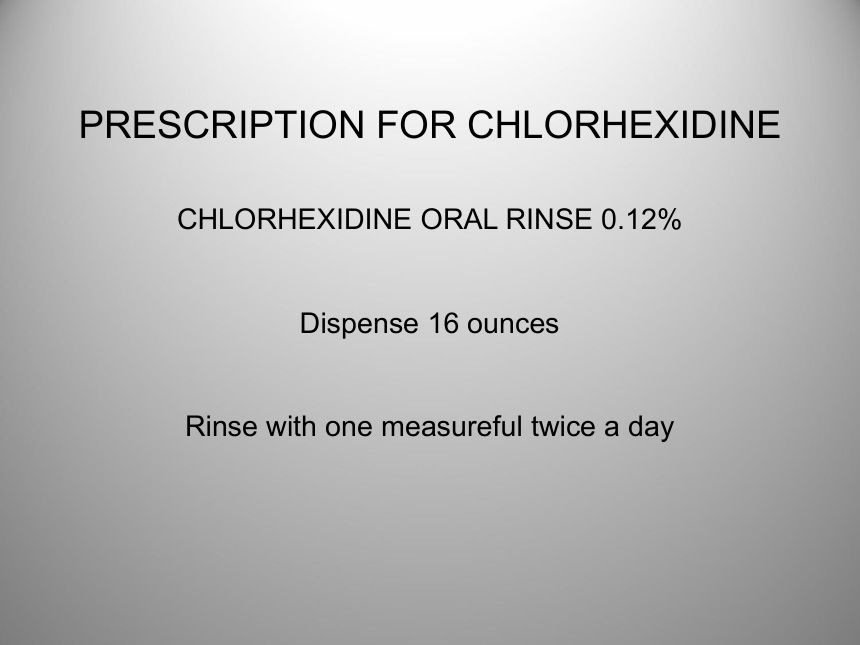 PRESCRIPTION FOR CHLORHEXIDINE
CHLORHEXIDINE ORAL RINSE 0.12%
Dispense 16 ounces
Rinse with one measureful twice a day